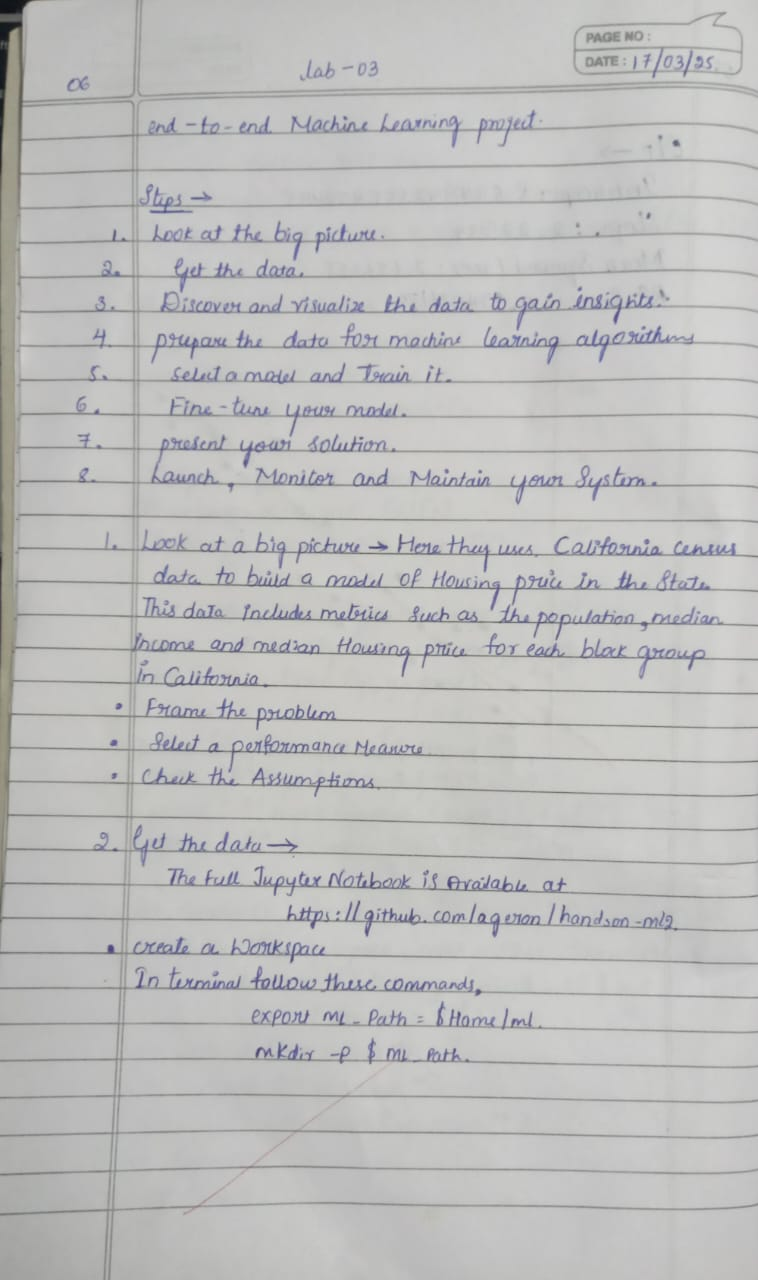 PAGE NO :
DATE : 17/03/25
06
Lab-03
end-to-end Machine Learning project.
Steps →
1. Look at the big picture.
2. Get the data.
3. Discover and visualize the data to gain insights.
4. prepare the data for machine learning algorithms
5. Select a model and Train it.
6. Fine-tune your model.
7. present your solution.
8. Launch, Monitor and Maintain your System.
1. Look at a big picture → Here they uses California Census
data to build a model of Housing price in the State.
This data includes metrics Such as the population, median
income and median Housing price for each block group
in California.
• Frame the problem
• Select a performance Measure
• Check the Assumptions.
2. Get the data →
The Full Jupyter Notebook is Available at
https://github.com/ageron/handson-ml2.
• create a Workspace
In terminal follow these commands,
export ML_Path = $Home/ml.
mkdir -p $ ML_Path.